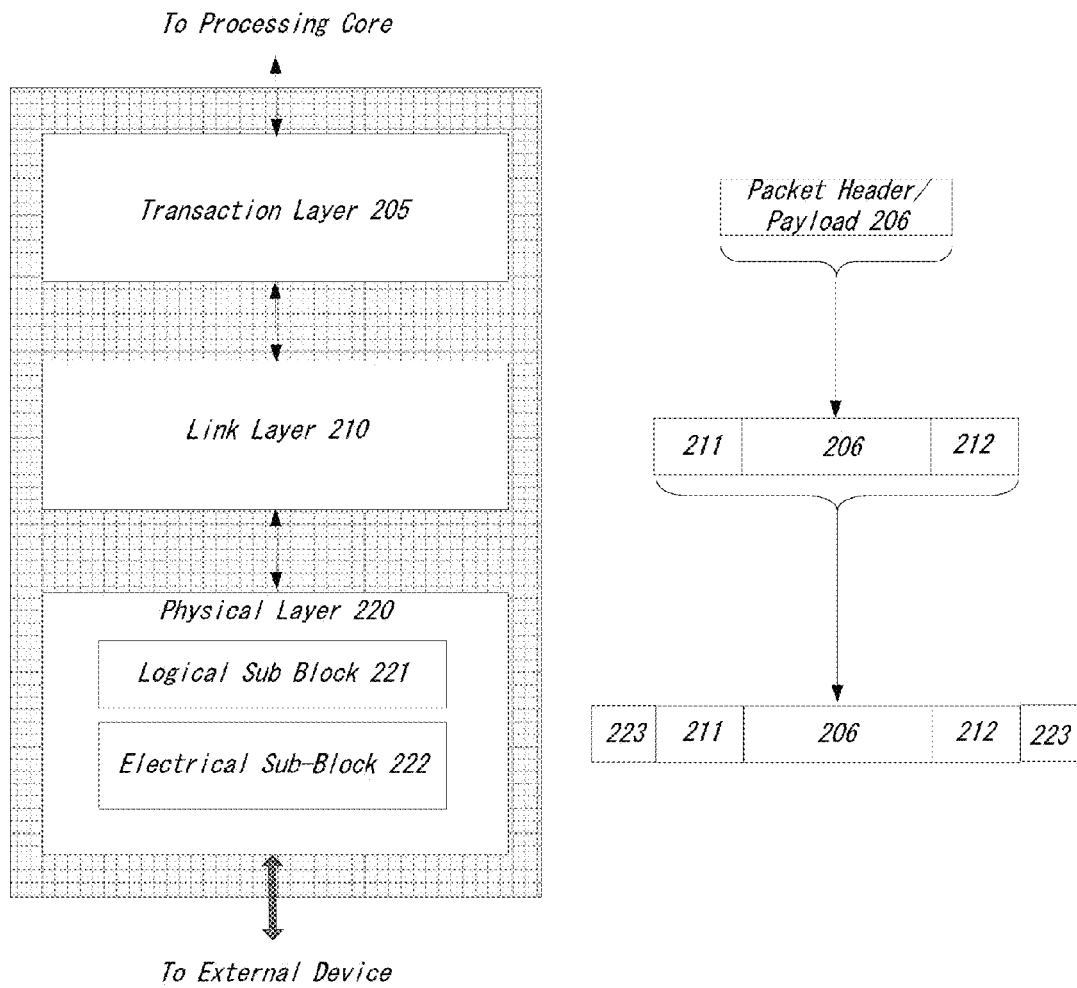 To Processing Core
Transaction Layer 205
Link Layer 210
Physical Layer 220
Logical Sub Block 221
Electrical Sub-Block 222
To External Device
Packet Header/
Payload 206
211 206 212
223 211 206 212 223